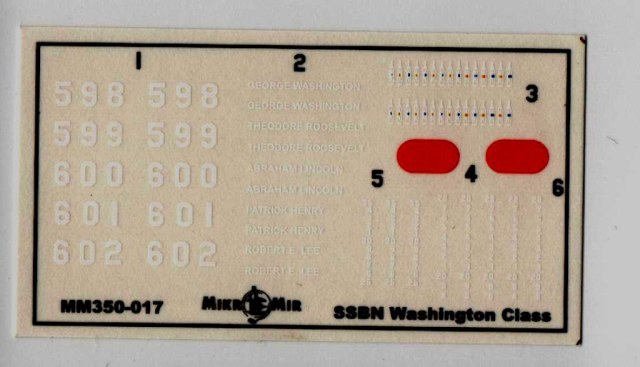 1 2
598 598 GEORGE WASHINGTON
GEORGE WASHINGTON
3
599 599 THEODORE ROOSEVELT
THEODORE ROOSEVELT
5 4 6
600 600 ABRAHAM LINCOLN
ABRAHAM LINCOLN
601 601 PATRICK HENRY
PATRICK HENRY
602 602 ROBERT E. LEE
ROBERT E. LEE
MM350-017 MIKRO MIR SSBN Washington Class